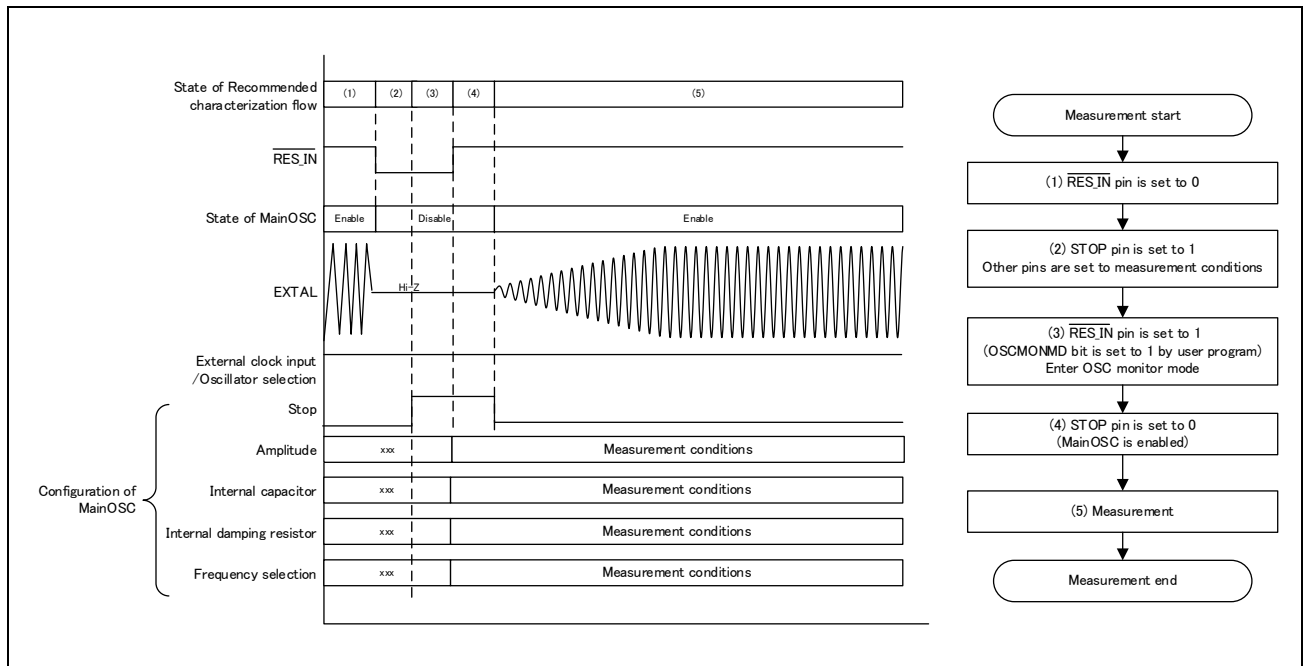 State of Recommended
characterization flow
(1)
(2)
(3)
(4)
(5)
RES_IN
State of MainOSC
Enable
Disable
Enable
EXTAL
Hi-Z
External clock input
/Oscillator selection
Stop
Amplitude
xxx
Measurement conditions
Configuration of
MainOSC
Internal capacitor
xxx
Measurement conditions
Internal damping resistor
xxx
Measurement conditions
Frequency selection
xxx
Measurement conditions
Measurement start
(1) RES_IN pin is set to 0
(2) STOP pin is set to 1
Other pins are set to measurement conditions
(3) RES_IN pin is set to 1
(OSCMONMD bit is set to 1 by user program)
Enter OSC monitor mode
(4) STOP pin is set to 0
(MainOSC is enabled)
(5) Measurement
Measurement end